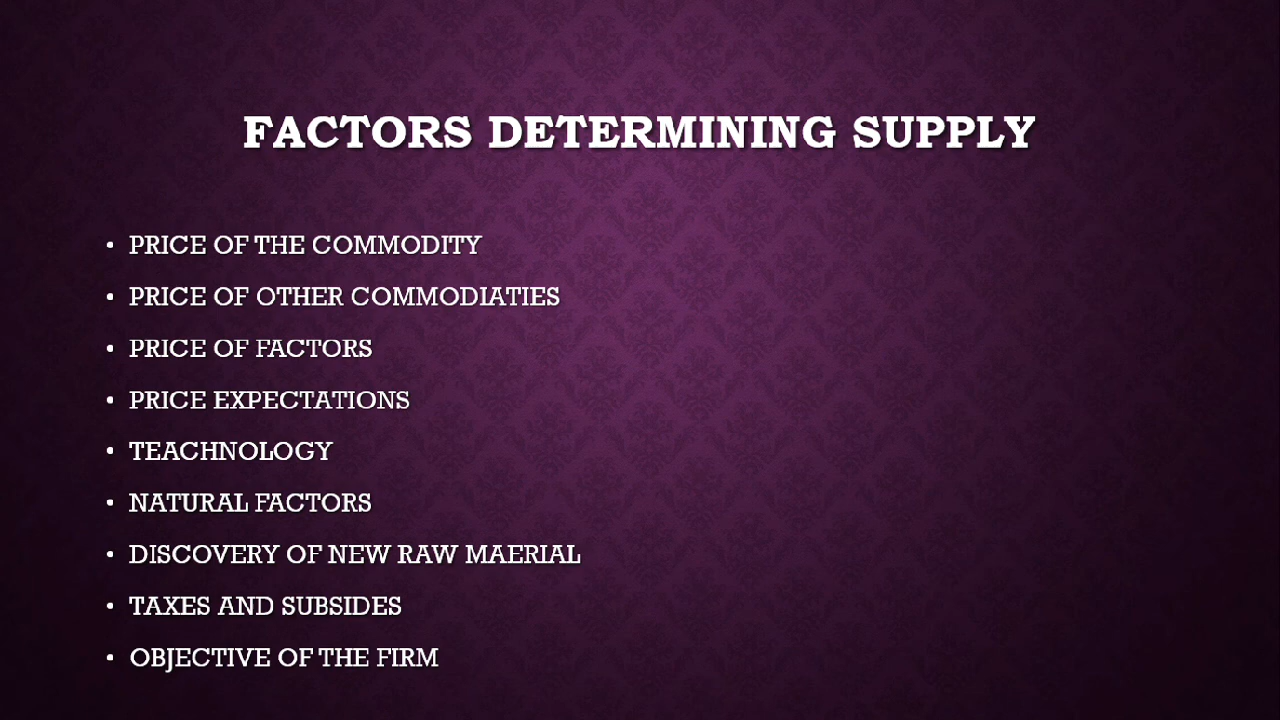 FACTORS DETERMINING SUPPLY
• PRICE OF THE COMMODITY
• PRICE OF OTHER COMMODIATIES
• PRICE OF FACTORS
• PRICE EXPECTATIONS
• TEACHNOLOGY
• NATURAL FACTORS
• DISCOVERY OF NEW RAW MAERIAL
• TAXES AND SUBSIDES
• OBJECTIVE OF THE FIRM